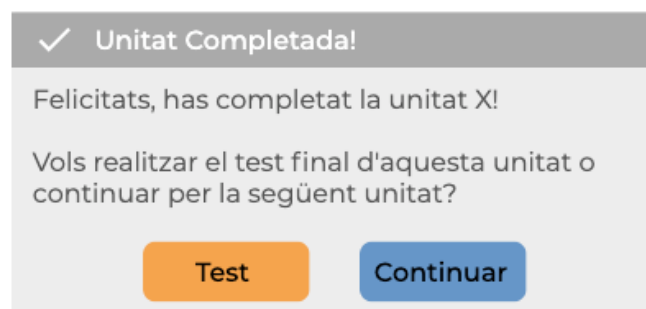 Unitat Completada!
Felicitats, has completat la unitat X!
Vols realitzar el test final d'aquesta unitat o
continuar per la següent unitat?
Test
Continuar